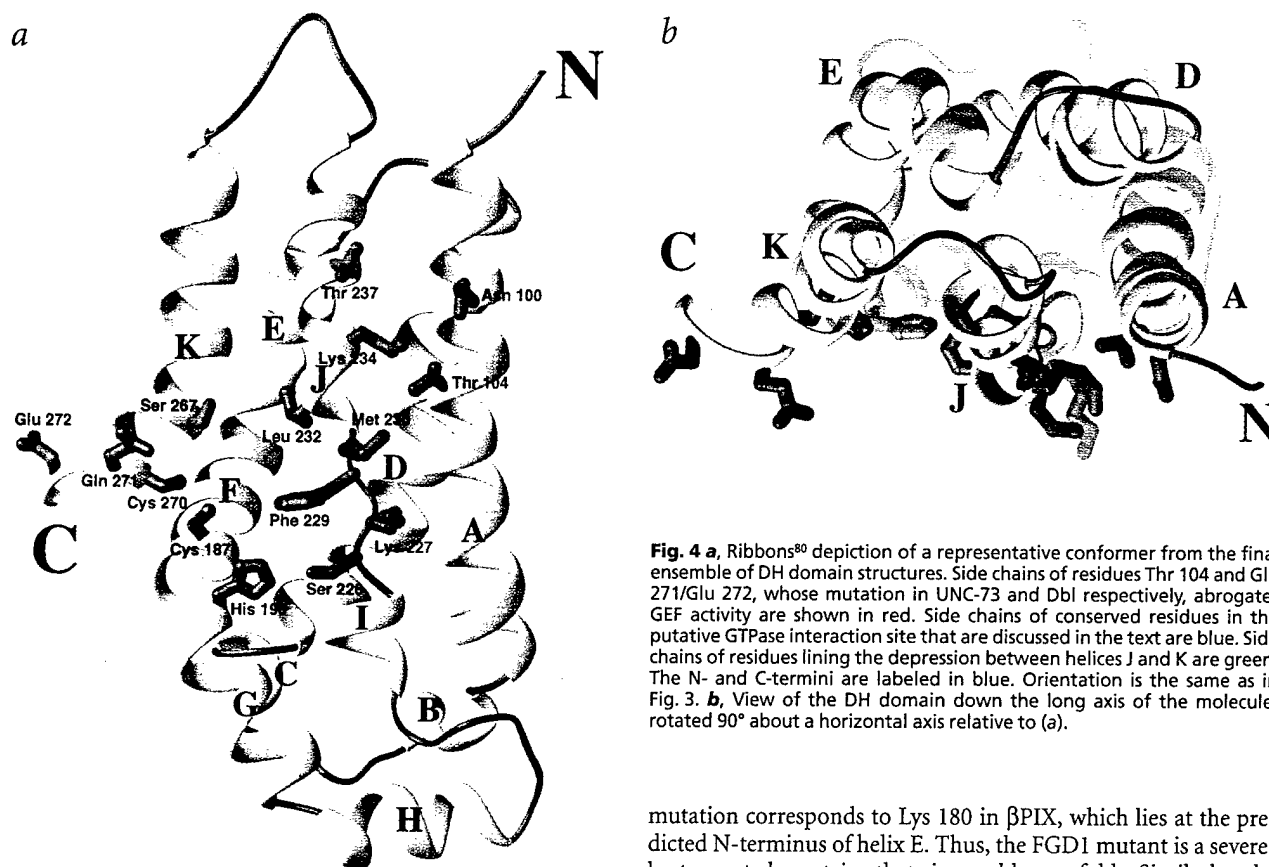 a
N
Thr 237
Asn 100
E
K
Lys 234
J
Thr 104
Ser 267
Glu 272
Met 23
Leu 232
Gln 271
D
Cys 270
F
Phe 229
C
A
Cys 187
Lys 227
Ser 226
His 19
I
C
G
B
H
b
E
D
K
C
A
J
N
Fig. 4 a, Ribbons⁸⁰ depiction of a representative conformer from the fina
ensemble of DH domain structures. Side chains of residues Thr 104 and Gl
271/Glu 272, whose mutation in UNC-73 and Dbl respectively, abrogate
GEF activity are shown in red. Side chains of conserved residues in th
putative GTPase interaction site that are discussed in the text are blue. Sid
chains of residues lining the depression between helices J and K are green
The N- and C-termini are labeled in blue. Orientation is the same as i
Fig. 3. b, View of the DH domain down the long axis of the molecule
rotated 90° about a horizontal axis relative to (a).
mutation corresponds to Lys 180 in βPIX, which lies at the pre
dicted N-terminus of helix E. Thus, the FGD1 mutant is a severe